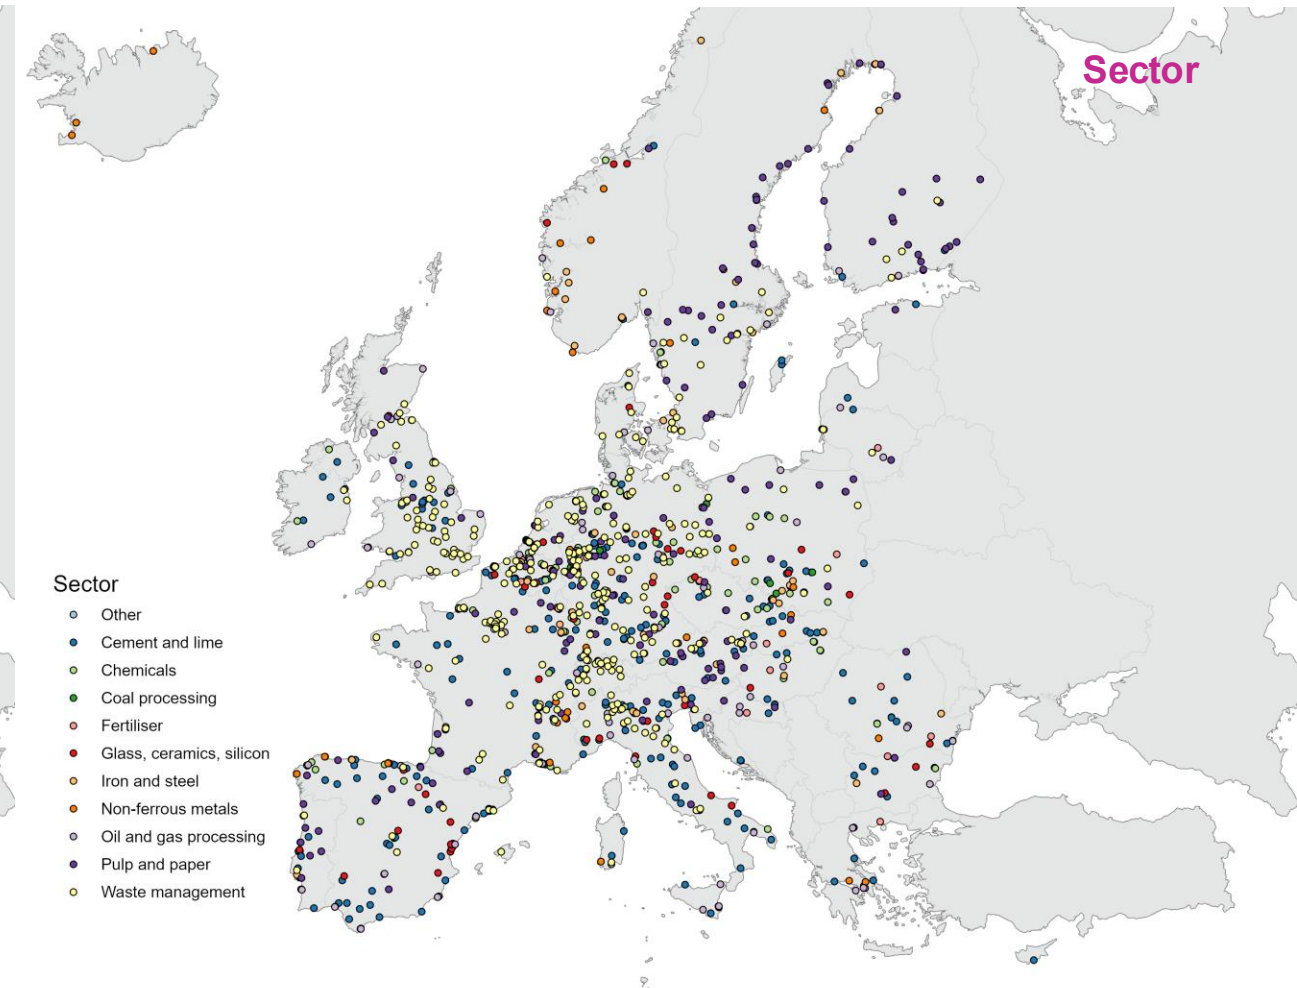 Sector
Sector
Other
Cement and lime
Chemicals
Coal processing
Fertiliser
Glass, ceramics, silicon
Iron and steel
Non-ferrous metals
Oil and gas processing
Pulp and paper
Waste management